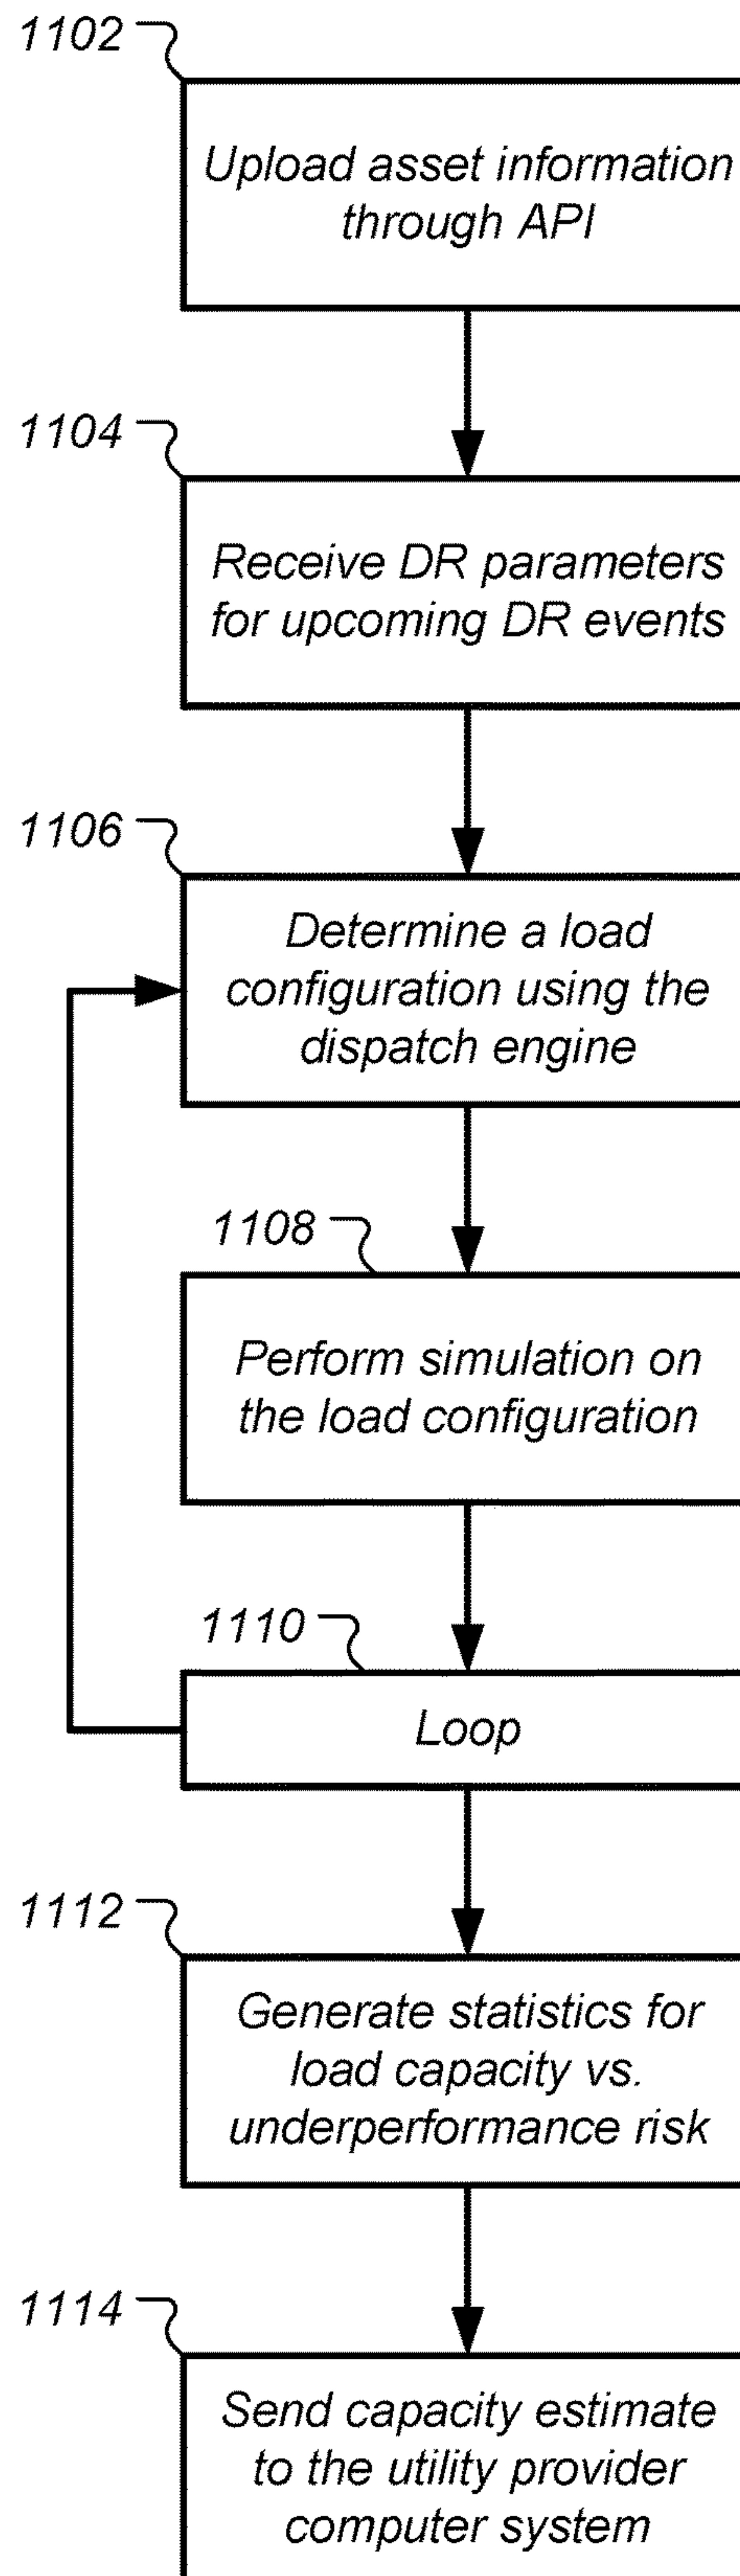 1102
Upload asset information
through API
1104
Receive DR parameters
for upcoming DR events
1106
Determine a load
configuration using the
dispatch engine
1108
Perform simulation on
the load configuration
1110
Loop
1112
Generate statistics for
load capacity vs.
underperformance risk
1114
Send capacity estimate
to the utility provider
computer system